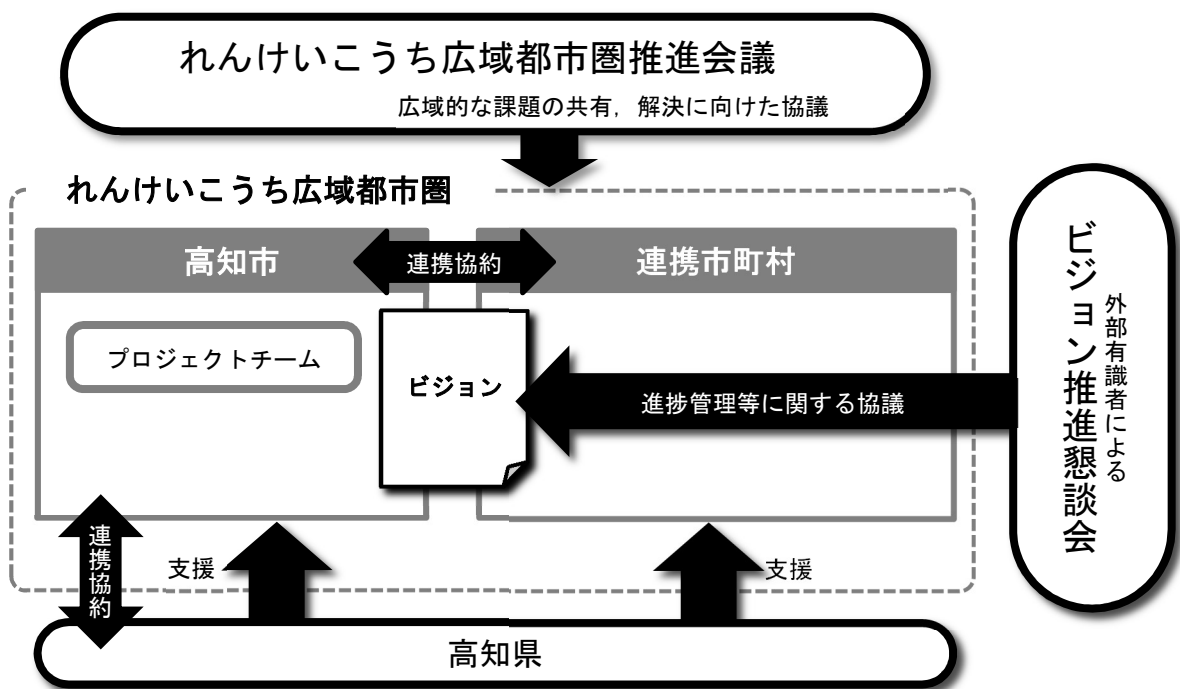 れんけいこうち広域都市圏推進会議
広域的な課題の共有，解決に向けた協議
れんけいこうち広域都市圏
高知市
連携協約
連携市町村
プロジェクトチーム
ビジョン
進捗管理等に関する協議
外部有識者による
ビジョン推進懇談会
連携協約
支援
支援
高知県